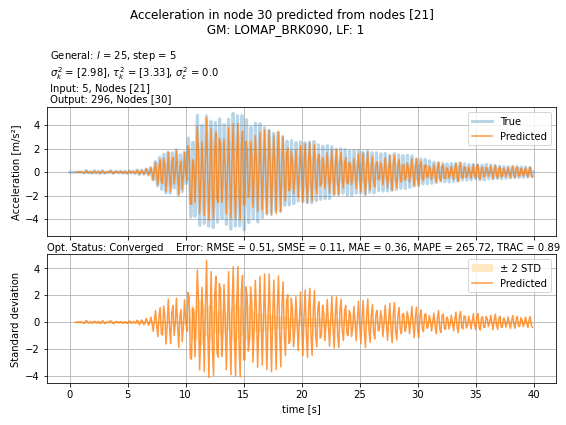 Acceleration in node 30 predicted from nodes [21]
GM: LOMAP_BRK090, LF: 1
General: l = 25, step = 5
σ²ₖ = [2.98], τ²ₖ = [3.33], σ²ε = 0.0
Input: 5, Nodes [21]
Output: 296, Nodes [30]
Acceleration [m/s²]
4
2
0
−2
−4
True
Predicted
Opt. Status: Converged    Error: RMSE = 0.51, SMSE = 0.11, MAE = 0.36, MAPE = 265.72, TRAC = 0.89
Standard deviation
4
2
0
−2
−4
± 2 STD
Predicted
0 5 10 15 20 25 30 35 40
time [s]